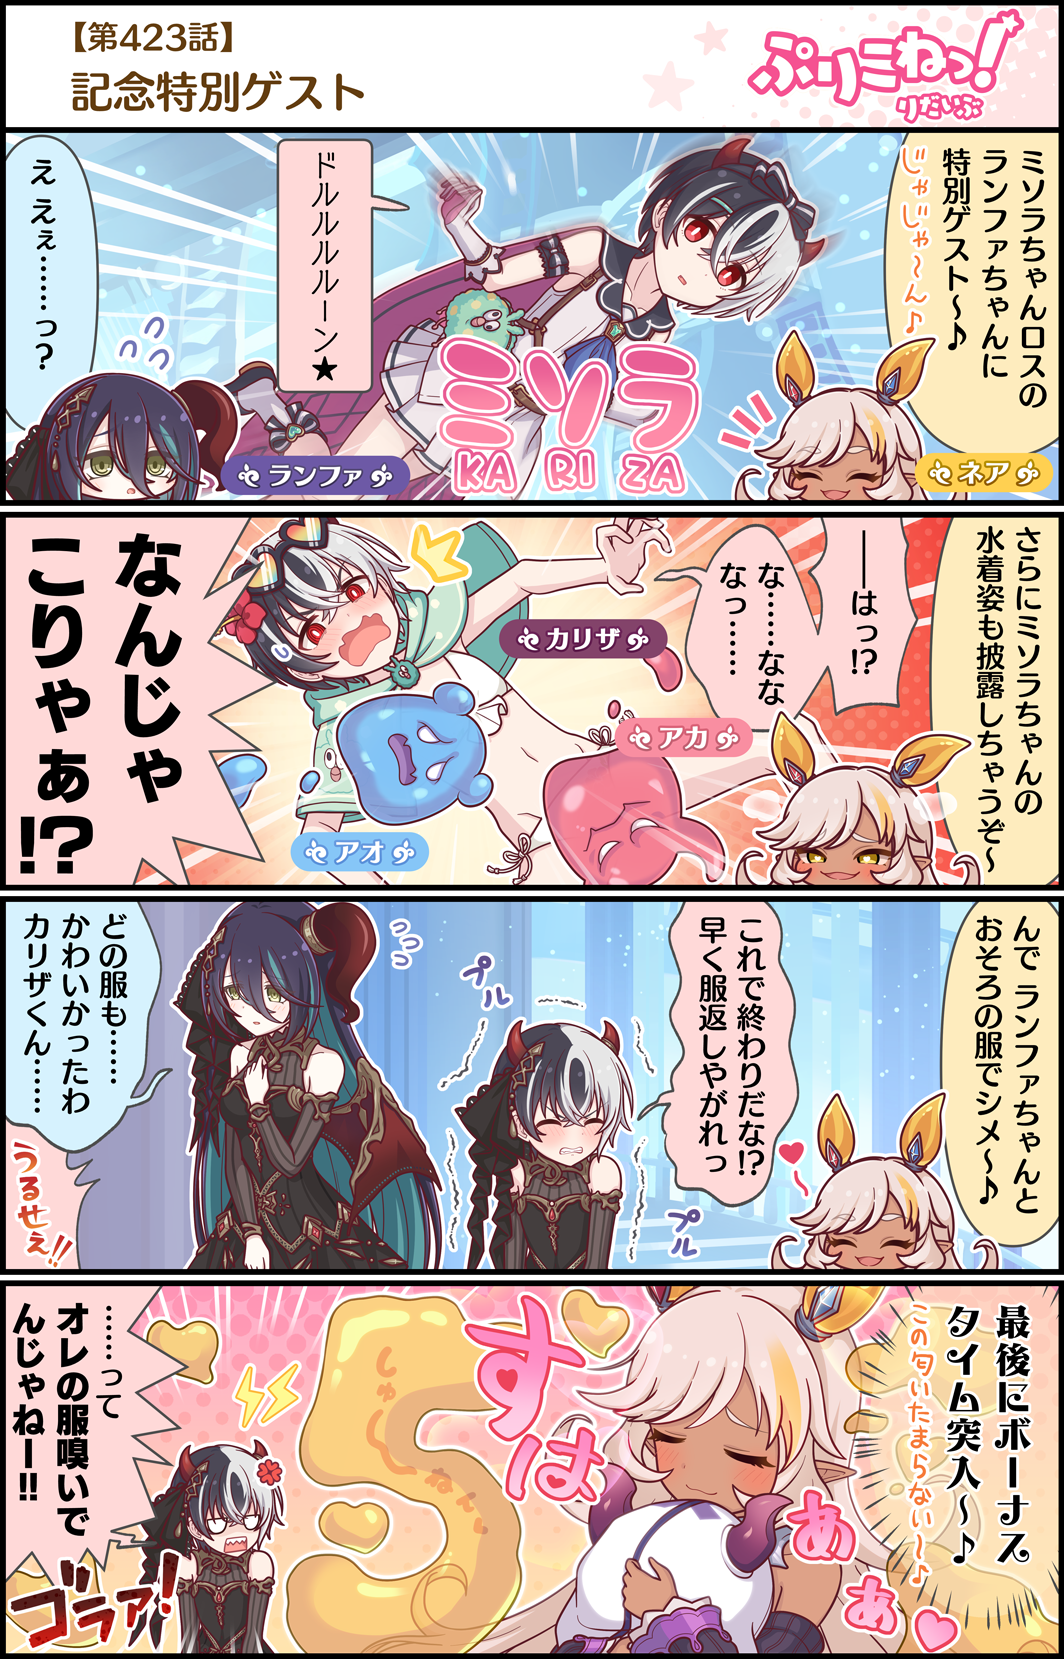 【第423話】
記念特別ゲスト
ぷりこねっ!
りだいぶ
ミソラちゃんロスの
ランファちゃんに
特別ゲスト〜♪
じゃじゃ〜ん♪
ドルルルルーン★
え えぇ……っ?
ミソラ
KA RI ZA
ランファ
ネア
さらにミソラちゃんの
水着姿も披露しちゃうぞ〜
──はっ!?
な……なな
なっ……
カリザ
アカ
アオ
なんじゃ
こりゃぁ!?
んで ランファちゃんと
おそろの服でシメ〜♪
これで終わりだな!?
早く服返しやがれっ
プル
プル
どの服も……
かわいかったわ
カリザくん……
うるせぇ!!
最後にボーナス
タイム突入〜♪
この匂いたまらない〜♪
すはぁぁ
5
しゅーねん
……って
オレの服嗅いで
んじゃねー!!
ゴラァ!